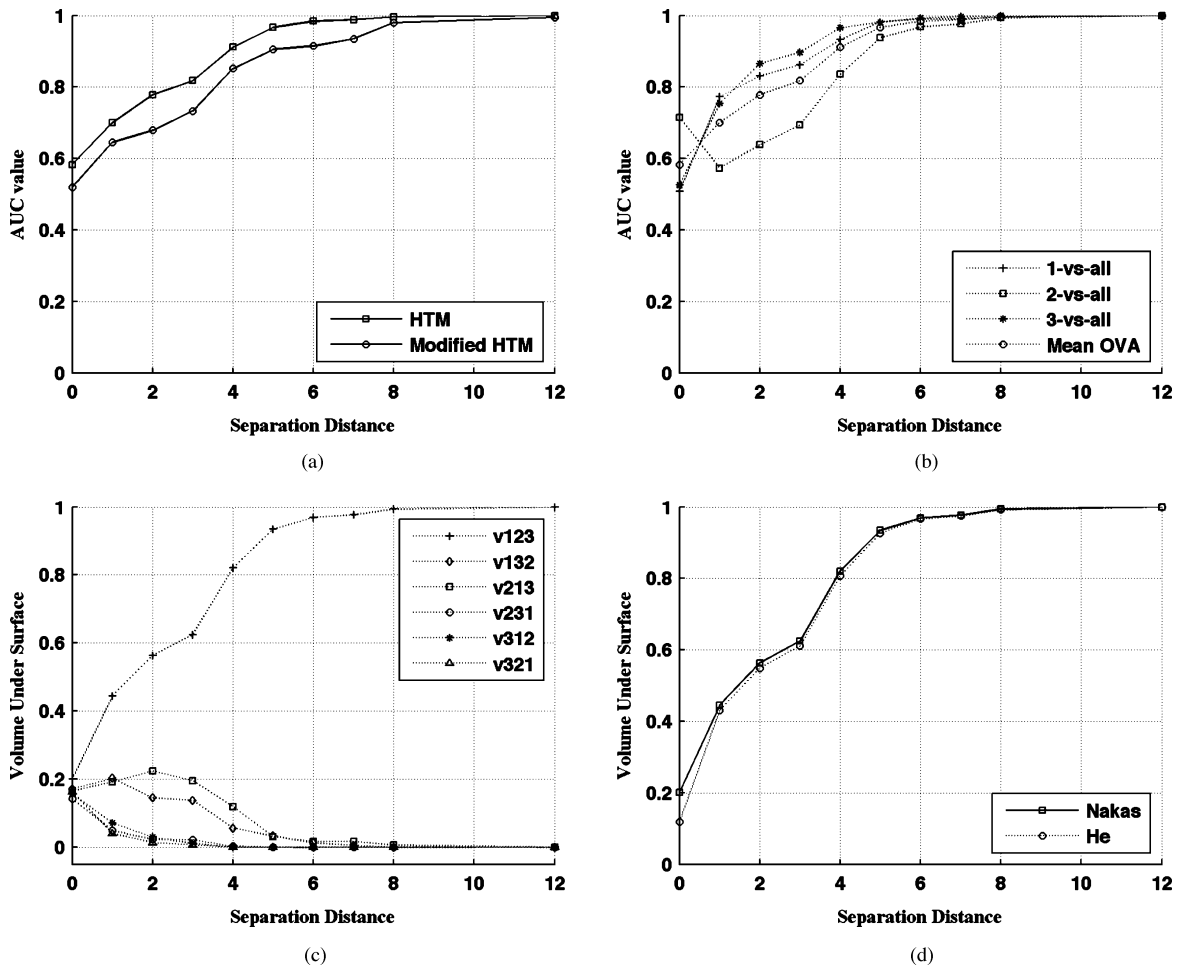 1
0.8
0.6
0.4
0.2
0
AUC value
HTM
Modified HTM
0 2 4 6 8 10 12
Separation Distance
(a)
1
0.8
0.6
0.4
0.2
0
AUC value
1-vs-all
2-vs-all
3-vs-all
Mean OVA
0 2 4 6 8 10 12
Separation Distance
(b)
1
0.8
0.6
0.4
0.2
0
Volume Under Surface
v123
v132
v213
v231
v312
v321
0 2 4 6 8 10 12
Separation Distance
(c)
1
0.8
0.6
0.4
0.2
0
Volume Under Surface
Nakas
He
0 2 4 6 8 10 12
Separation Distance
(d)